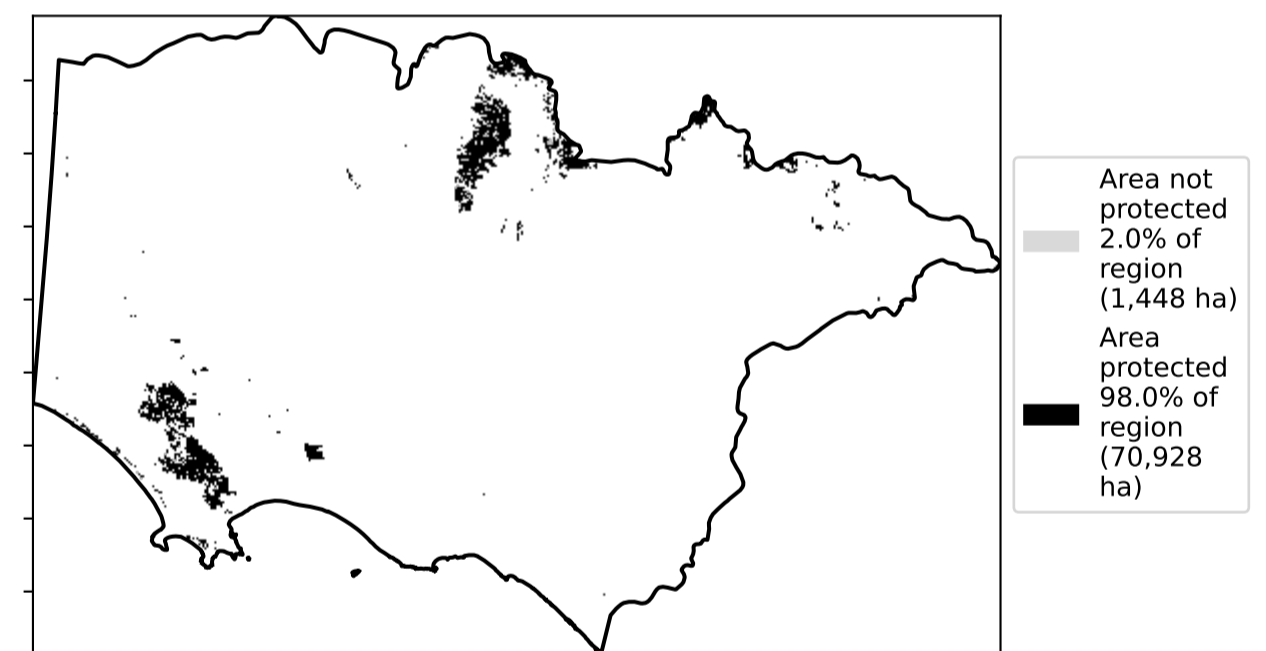 Area not
protected
2.0% of
region
(1,448 ha)
Area
protected
98.0% of
region
(70,928
ha)